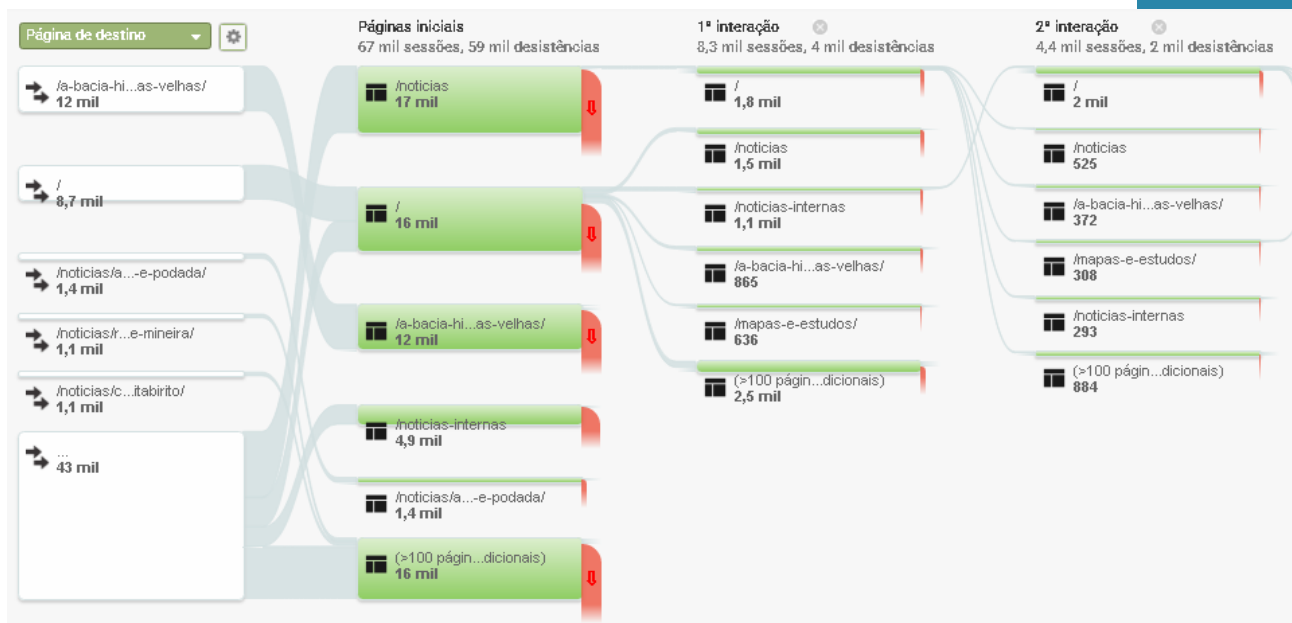 Página de destino
/a-bacia-hi...as-velhas/
12 mil
/
8,7 mil
/noticias/a...-e-podada/
1,4 mil
/noticias/r...e-mineira/
1,1 mil
/noticias/c...itabirito/
1,1 mil
...
43 mil
Páginas iniciais
67 mil sessões, 59 mil desistências
/noticias
17 mil
/
16 mil
/a-bacia-hi...as-velhas/
12 mil
/noticias-internas
4,9 mil
/noticias/a...-e-podada/
1,4 mil
(>100 págin...dicionais)
16 mil
1ª interação
8,3 mil sessões, 4 mil desistências
/
1,8 mil
/noticias
1,5 mil
/noticias-internas
1,1 mil
/a-bacia-hi...as-velhas/
865
/mapas-e-estudos/
636
(>100 págin...dicionais)
2,5 mil
2ª interação
4,4 mil sessões, 2 mil desistências
/
2 mil
/noticias
525
/a-bacia-hi...as-velhas/
372
/mapas-e-estudos/
308
/noticias-internas
293
(>100 págin...dicionais)
884